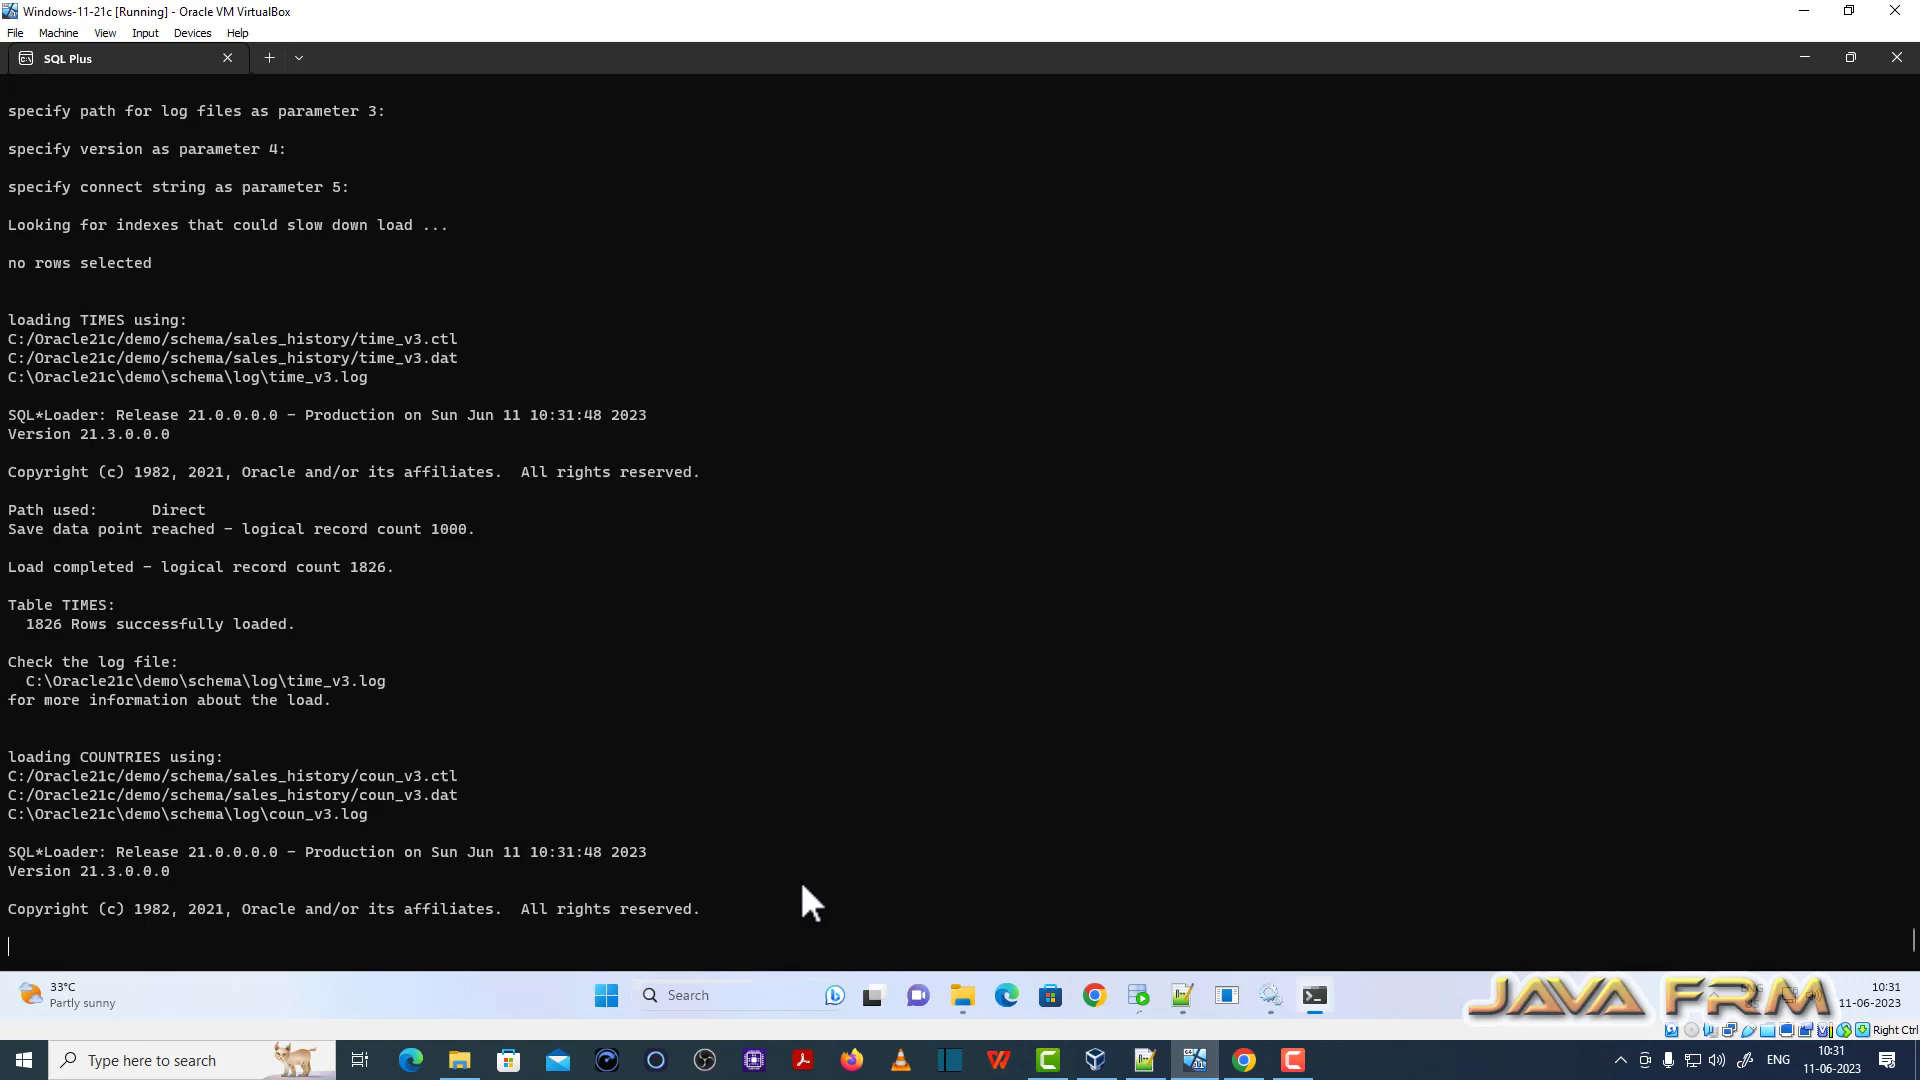 Windows-11-21c [Running] - Oracle VM VirtualBox
File Machine View Input Devices Help
SQL Plus
specify path for log files as parameter 3:
specify version as parameter 4:
specify connect string as parameter 5:
Looking for indexes that could slow down load ...
no rows selected
loading TIMES using:
C:/Oracle21c/demo/schema/sales_history/time_v3.ctl
C:/Oracle21c/demo/schema/sales_history/time_v3.dat
C:\Oracle21c\demo\schema\log\time_v3.log
SQL*Loader: Release 21.0.0.0.0 - Production on Sun Jun 11 10:31:48 2023
Version 21.3.0.0.0
Copyright (c) 1982, 2021, Oracle and/or its affiliates.  All rights reserved.
Path used:      Direct
Save data point reached - logical record count 1000.
Load completed - logical record count 1826.
Table TIMES:
1826 Rows successfully loaded.
Check the log file:
C:\Oracle21c\demo\schema\log\time_v3.log
for more information about the load.
loading COUNTRIES using:
C:/Oracle21c/demo/schema/sales_history/coun_v3.ctl
C:/Oracle21c/demo/schema/sales_history/coun_v3.dat
C:\Oracle21c\demo\schema\log\coun_v3.log
SQL*Loader: Release 21.0.0.0.0 - Production on Sun Jun 11 10:31:48 2023
Version 21.3.0.0.0
Copyright (c) 1982, 2021, Oracle and/or its affiliates.  All rights reserved.
33°C
Partly sunny
Search
JAVA FRM
10:31
11-06-2023
Right Ctrl
Type here to search
ENG
10:31
11-06-2023